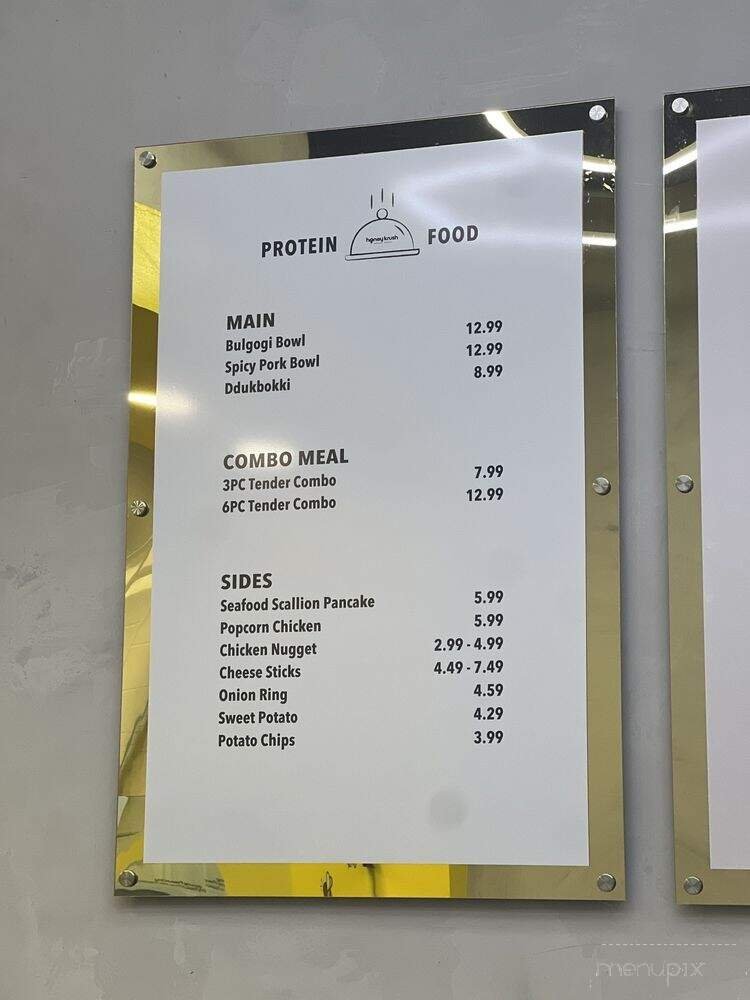 PROTEIN honey krush FOOD
MAIN
Bulgogi Bowl 12.99
Spicy Pork Bowl 12.99
Ddukbokki 8.99
COMBO MEAL
3PC Tender Combo 7.99
6PC Tender Combo 12.99
SIDES
Seafood Scallion Pancake 5.99
Popcorn Chicken 5.99
Chicken Nugget 2.99 - 4.99
Cheese Sticks 4.49 - 7.49
Onion Ring 4.59
Sweet Potato 4.29
Potato Chips 3.99
menupix